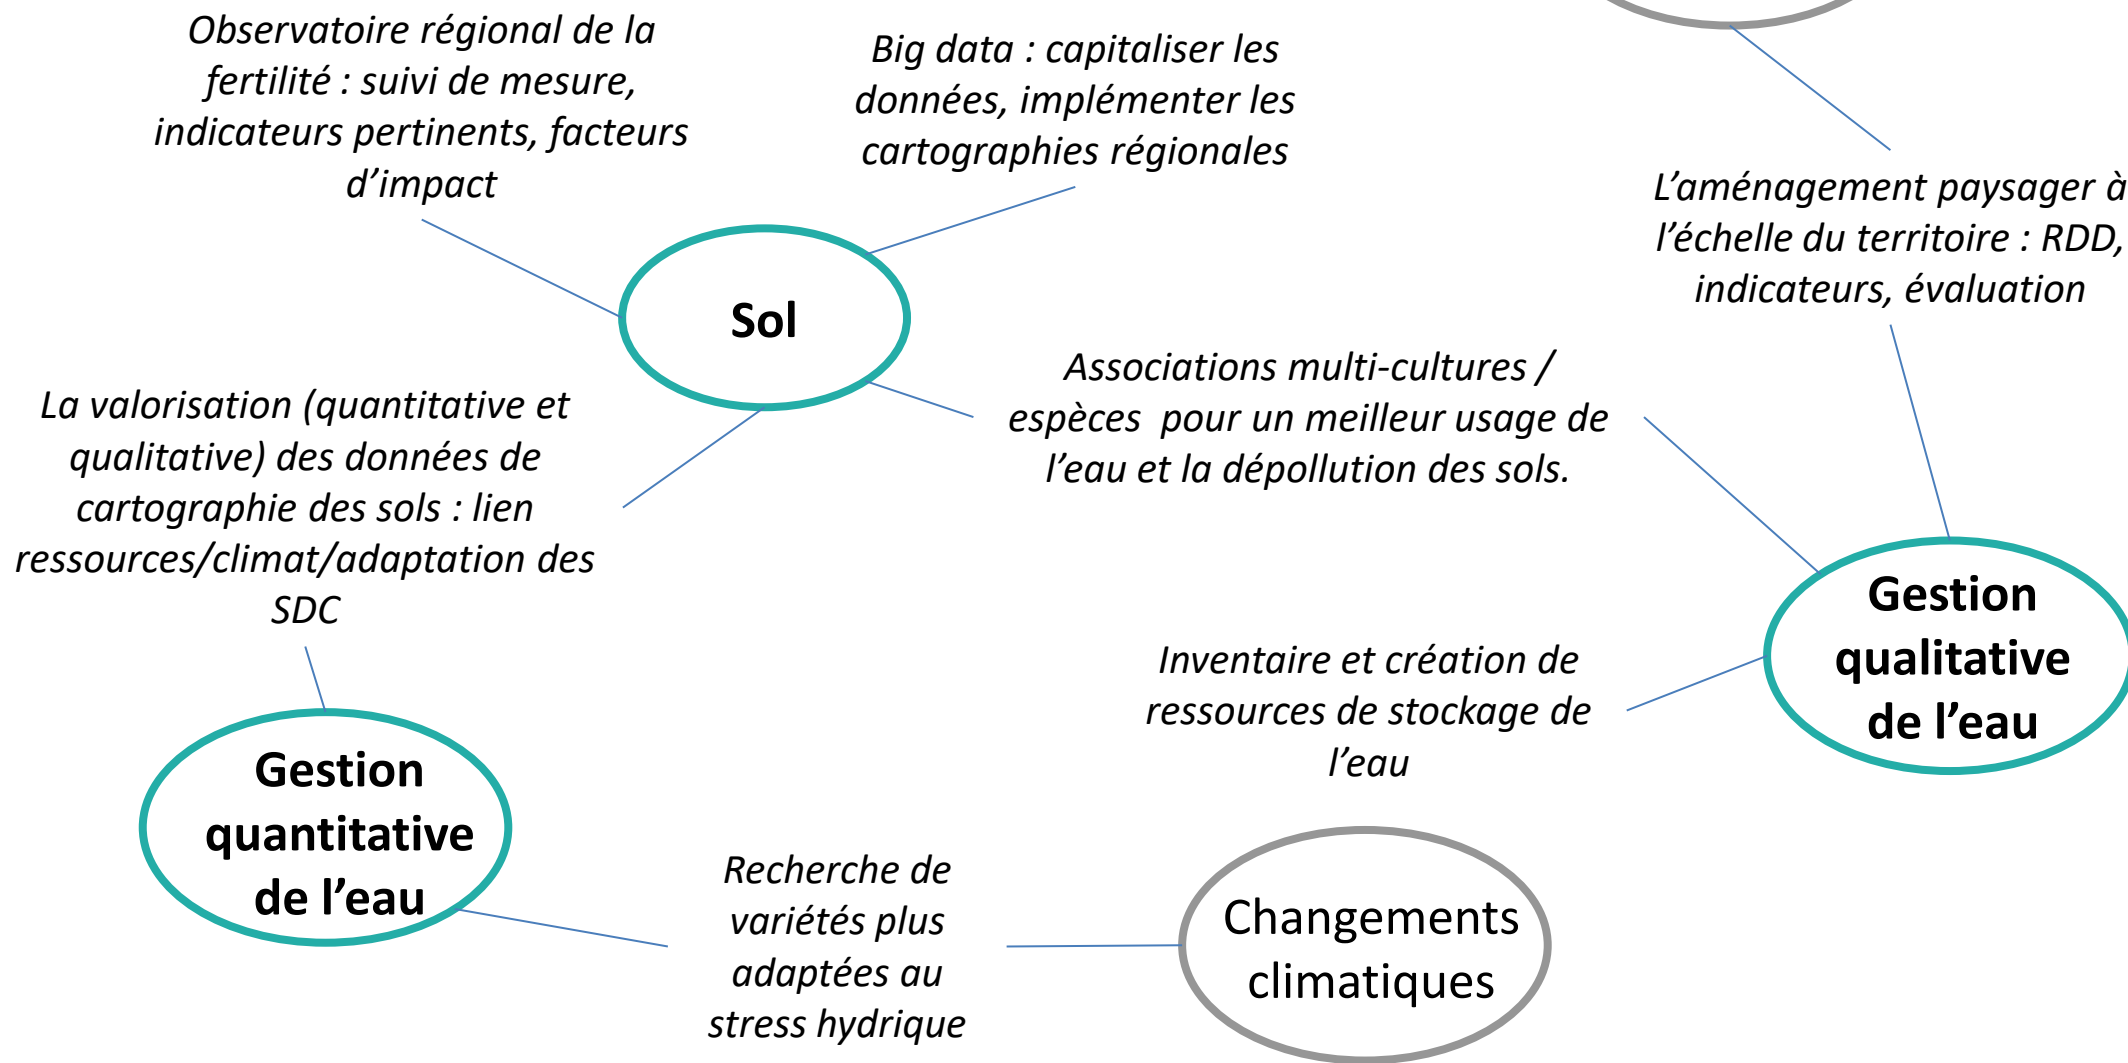 Observatoire régional de la
fertilité : suivi de mesure,
indicateurs pertinents, facteurs
d’impact
Big data : capitaliser les
données, implémenter les
cartographies régionales
L’aménagement paysager à
l’échelle du territoire : RDD,
indicateurs, évaluation
Sol
Associations multi-cultures /
espèces  pour un meilleur usage de
l’eau et la dépollution des sols.
La valorisation (quantitative et
qualitative) des données de
cartographie des sols : lien
ressources/climat/adaptation des
SDC
Gestion
qualitative
de l’eau
Inventaire et création de
ressources de stockage de
l’eau
Gestion
quantitative
de l’eau
Recherche de
variétés plus
adaptées au
stress hydrique
Changements
climatiques